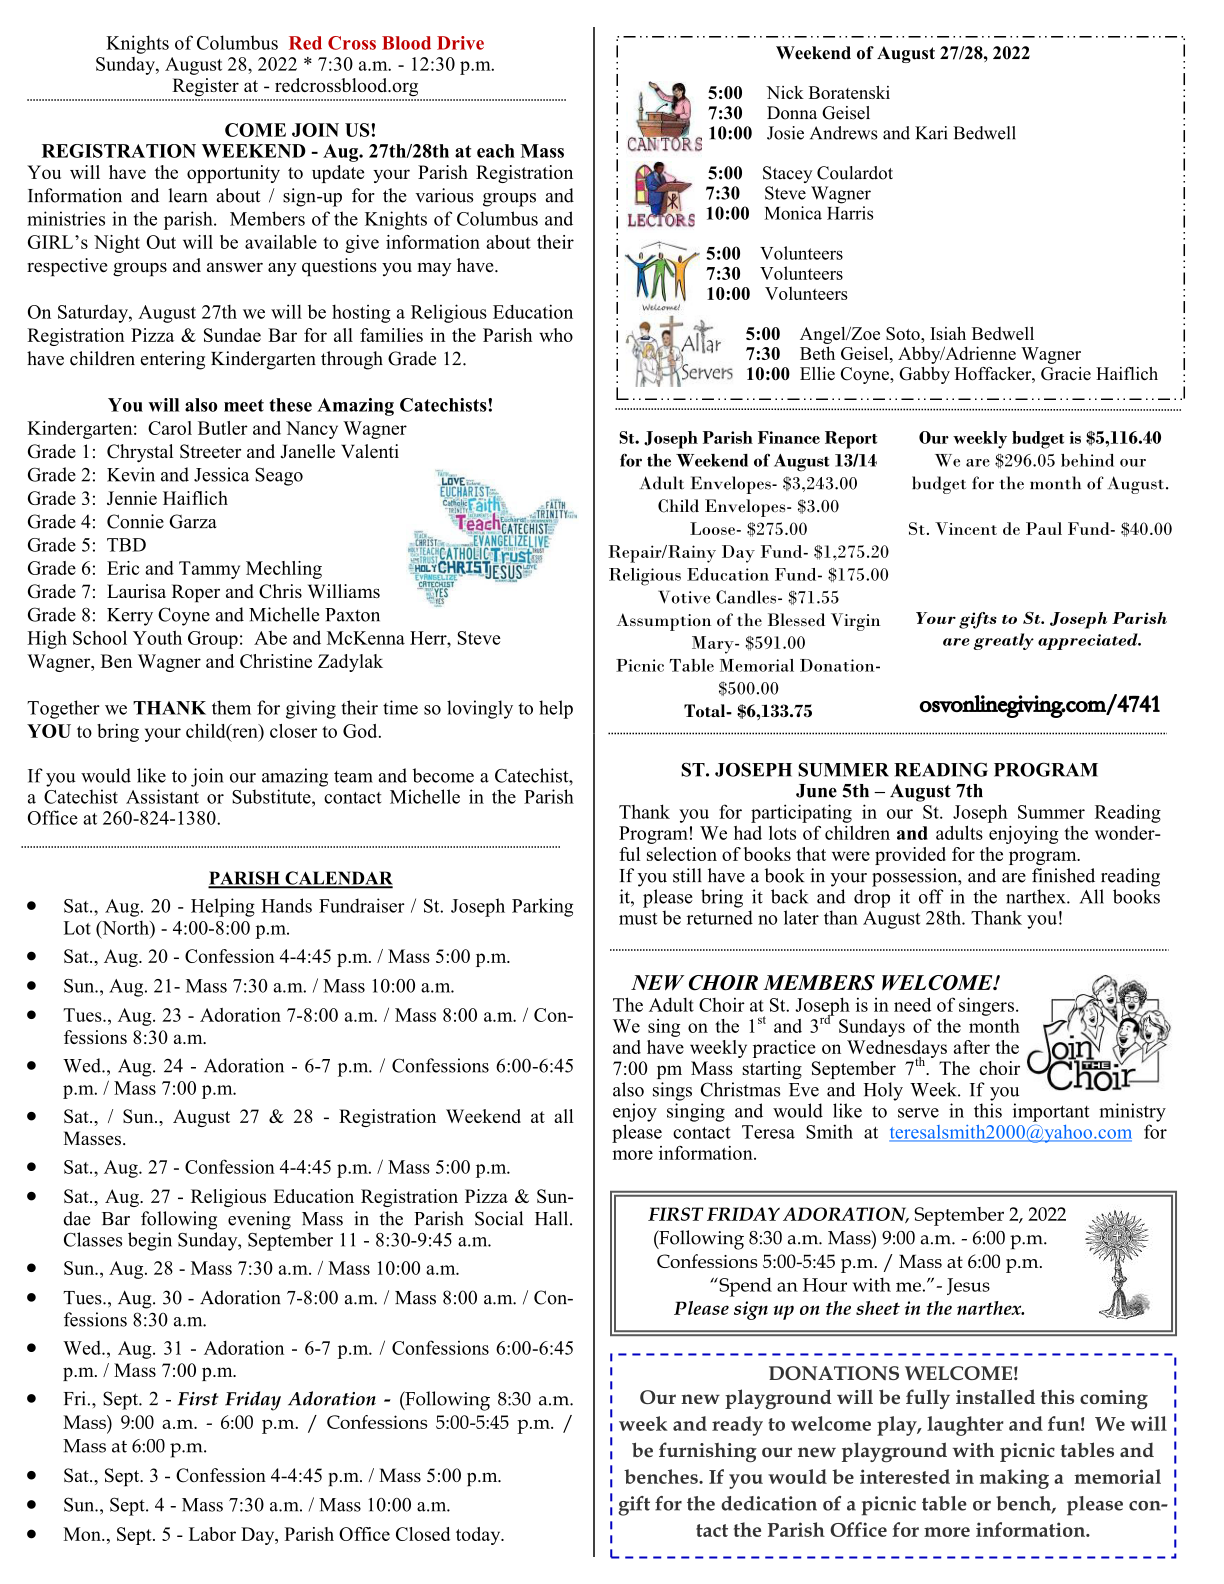 Knights of Columbus  Red Cross Blood Drive
Sunday, August 28, 2022 * 7:30 a.m. - 12:30 p.m.
Register at - redcrossblood.org
COME JOIN US!
REGISTRATION WEEKEND - Aug. 27th/28th at each Mass
You will have the opportunity to update your Parish Registration
Information and learn about / sign-up for the various groups and
ministries in the parish.  Members of the Knights of Columbus and
GIRL's Night Out will be available to give information about their
respective groups and answer any questions you may have.
On Saturday, August 27th we will be hosting a Religious Education
Registration Pizza & Sundae Bar for all families in the Parish who
have children entering Kindergarten through Grade 12.
You will also meet these Amazing Catechists!
Kindergarten:  Carol Butler and Nancy Wagner
Grade 1:  Chrystal Streeter and Janelle Valenti
Grade 2:  Kevin and Jessica Seago
Grade 3:  Jennie Haiflich
Grade 4:  Connie Garza
Grade 5:  TBD
Grade 6:  Eric and Tammy Mechling
Grade 7:  Laurisa Roper and Chris Williams
Grade 8:  Kerry Coyne and Michelle Paxton
High School Youth Group:  Abe and McKenna Herr, Steve
Wagner, Ben Wagner and Christine Zadylak
LOVE
EUCHARIST
Catholic Faith
FAITH
TRINITY
Teach
CATECHIST
EVANGELIZE LIVE
CHRIST
CATHOLIC Trust
HOLY CHRIST JESUS
EVANGELIZE
CATECHIST
YES
YES
Together we THANK them for giving their time so lovingly to help
YOU to bring your child(ren) closer to God.
If you would like to join our amazing team and become a Catechist,
a Catechist Assistant or Substitute, contact Michelle in the Parish
Office at 260-824-1380.
PARISH CALENDAR
● Sat., Aug. 20 - Helping Hands Fundraiser / St. Joseph Parking
Lot (North) - 4:00-8:00 p.m.
● Sat., Aug. 20 - Confession 4-4:45 p.m. / Mass 5:00 p.m.
● Sun., Aug. 21- Mass 7:30 a.m. / Mass 10:00 a.m.
● Tues., Aug. 23 - Adoration 7-8:00 a.m. / Mass 8:00 a.m. / Con-
fessions 8:30 a.m.
● Wed., Aug. 24 - Adoration - 6-7 p.m. / Confessions 6:00-6:45
p.m. / Mass 7:00 p.m.
● Sat., / Sun., August 27 & 28 - Registration Weekend at all
Masses.
● Sat., Aug. 27 - Confession 4-4:45 p.m. / Mass 5:00 p.m.
● Sat., Aug. 27 - Religious Education Registration Pizza & Sun-
dae Bar following evening Mass in the Parish Social Hall.
Classes begin Sunday, September 11 - 8:30-9:45 a.m.
● Sun., Aug. 28 - Mass 7:30 a.m. / Mass 10:00 a.m.
● Tues., Aug. 30 - Adoration 7-8:00 a.m. / Mass 8:00 a.m. / Con-
fessions 8:30 a.m.
● Wed., Aug. 31 - Adoration - 6-7 p.m. / Confessions 6:00-6:45
p.m. / Mass 7:00 p.m.
● Fri., Sept. 2 - First Friday Adoration - (Following 8:30 a.m.
Mass) 9:00 a.m. - 6:00 p.m. / Confessions 5:00-5:45 p.m. /
Mass at 6:00 p.m.
● Sat., Sept. 3 - Confession 4-4:45 p.m. / Mass 5:00 p.m.
● Sun., Sept. 4 - Mass 7:30 a.m. / Mass 10:00 a.m.
● Mon., Sept. 5 - Labor Day, Parish Office Closed today.
Weekend of August 27/28, 2022
CANTORS
5:00 Nick Boratenski
7:30 Donna Geisel
10:00 Josie Andrews and Kari Bedwell
LECTORS
5:00 Stacey Coulardot
7:30 Steve Wagner
10:00 Monica Harris
Welcome!
5:00 Volunteers
7:30 Volunteers
10:00 Volunteers
Altar Servers
5:00 Angel/Zoe Soto, Isiah Bedwell
7:30 Beth Geisel, Abby/Adrienne Wagner
10:00 Ellie Coyne, Gabby Hoffacker, Gracie Haiflich
St. Joseph Parish Finance Report
for the Weekend of August 13/14
Adult Envelopes- $3,243.00
Child Envelopes- $3.00
Loose- $275.00
Repair/Rainy Day Fund- $1,275.20
Religious Education Fund- $175.00
Votive Candles- $71.55
Assumption of the Blessed Virgin
Mary- $591.00
Picnic Table Memorial Donation-
$500.00
Total- $6,133.75
Our weekly budget is $5,116.40
We are $296.05 behind our
budget for the month of August.
St. Vincent de Paul Fund- $40.00
Your gifts to St. Joseph Parish
are greatly appreciated.
osvonlinegiving.com/4741
ST. JOSEPH SUMMER READING PROGRAM
June 5th – August 7th
Thank you for participating in our St. Joseph Summer Reading
Program! We had lots of children and adults enjoying the wonder-
ful selection of books that were provided for the program.
If you still have a book in your possession, and are finished reading
it, please bring it back and drop it off in the narthex. All books
must be returned no later than August 28th. Thank you!
NEW CHOIR MEMBERS WELCOME!
The Adult Choir at St. Joseph is in need of singers.
We sing on the 1st and 3rd Sundays of the month
and have weekly practice on Wednesdays after the
7:00 pm Mass starting September 7th. The choir
also sings Christmas Eve and Holy Week. If you
enjoy singing and would like to serve in this important ministry
please contact Teresa Smith at teresalsmith2000@yahoo.com for
more information.
Join
THE
Choir
FIRST FRIDAY ADORATION, September 2, 2022
(Following 8:30 a.m. Mass) 9:00 a.m. - 6:00 p.m.
Confessions 5:00-5:45 p.m. / Mass at 6:00 p.m.
“Spend an Hour with me.”- Jesus
Please sign up on the sheet in the narthex.
DONATIONS WELCOME!
Our new playground will be fully installed this coming
week and ready to welcome play, laughter and fun!  We will
be furnishing our new playground with picnic tables and
benches. If you would be interested in making a  memorial
gift for the dedication of a picnic table or bench,  please con-
tact the Parish Office for more information.